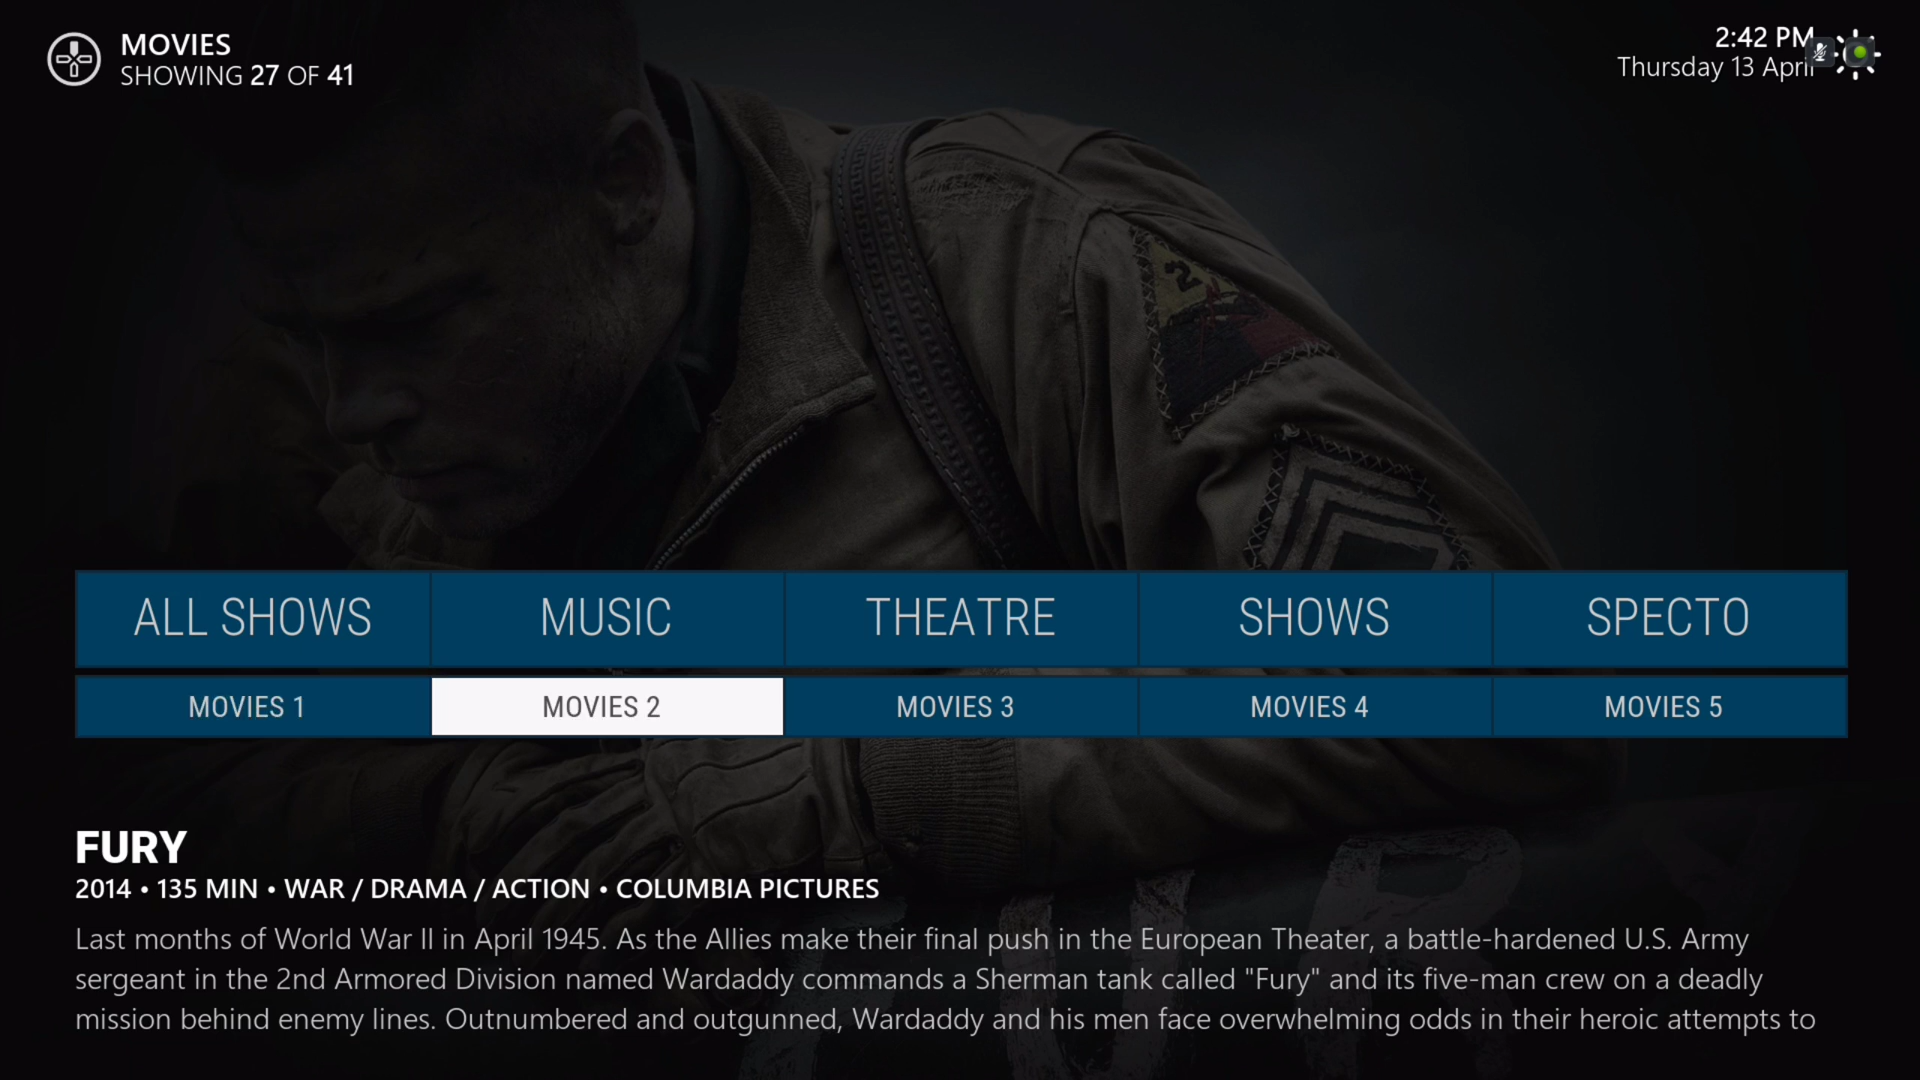 MOVIES
SHOWING 27 OF 41
2:42 PM
Thursday 13 April
2
ALL SHOWS
MUSIC
THEATRE
SHOWS
SPECTO
MOVIES 1
MOVIES 2
MOVIES 3
MOVIES 4
MOVIES 5
FURY
2014 • 135 MIN • WAR / DRAMA / ACTION • COLUMBIA PICTURES
Last months of World War II in April 1945. As the Allies make their final push in the European Theater, a battle-hardened U.S. Army
sergeant in the 2nd Armored Division named Wardaddy commands a Sherman tank called "Fury" and its five-man crew on a deadly
mission behind enemy lines. Outnumbered and outgunned, Wardaddy and his men face overwhelming odds in their heroic attempts to
FURY